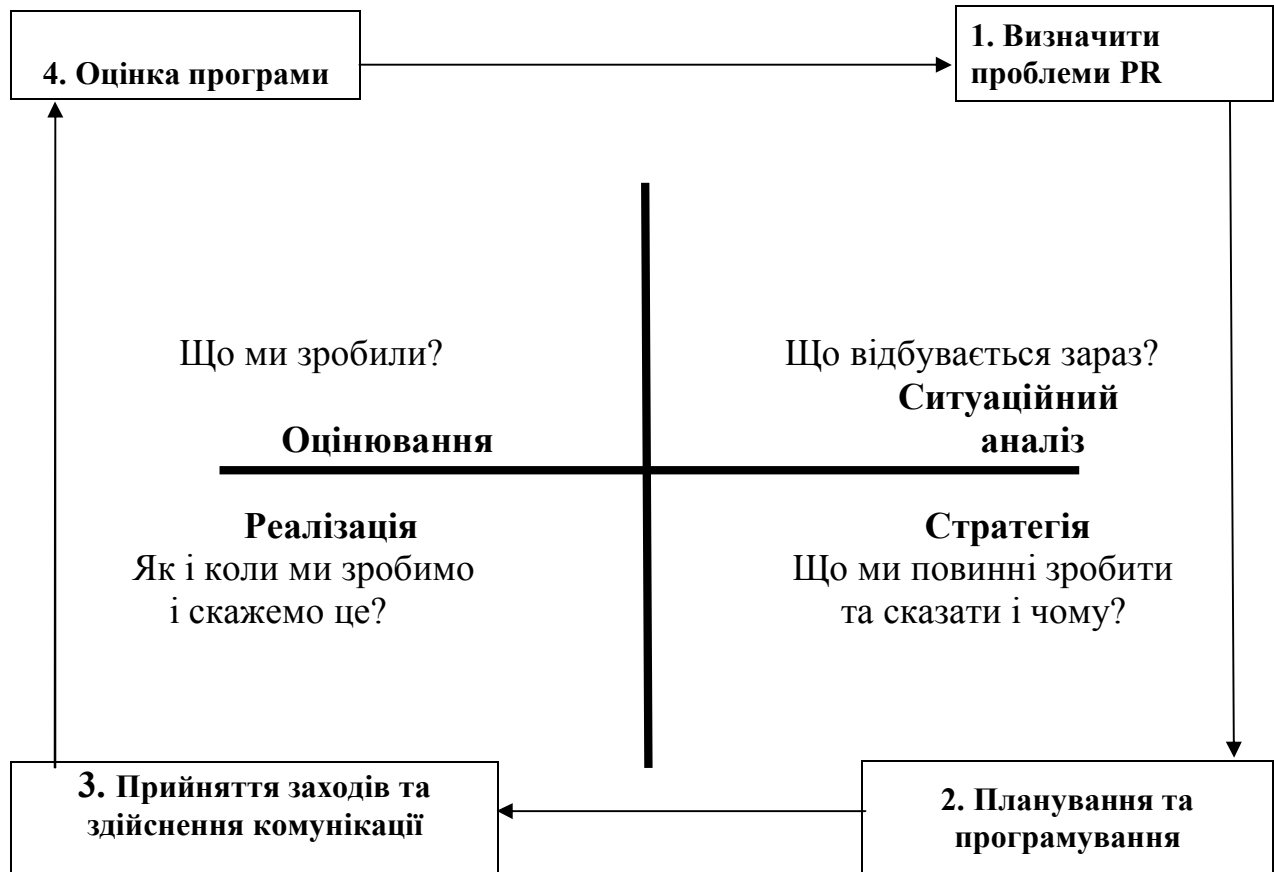 4. Оцінка програми
1. Визначити
проблеми PR
Що ми зробили?
Оцінювання
Що відбувається зараз?
Ситуаційний
аналіз
Реалізація
Як і коли ми зробимо
і скажемо це?
Стратегія
Що ми повинні зробити
та сказати і чому?
3. Прийняття заходів та
здійснення комунікації
2. Планування та
програмування